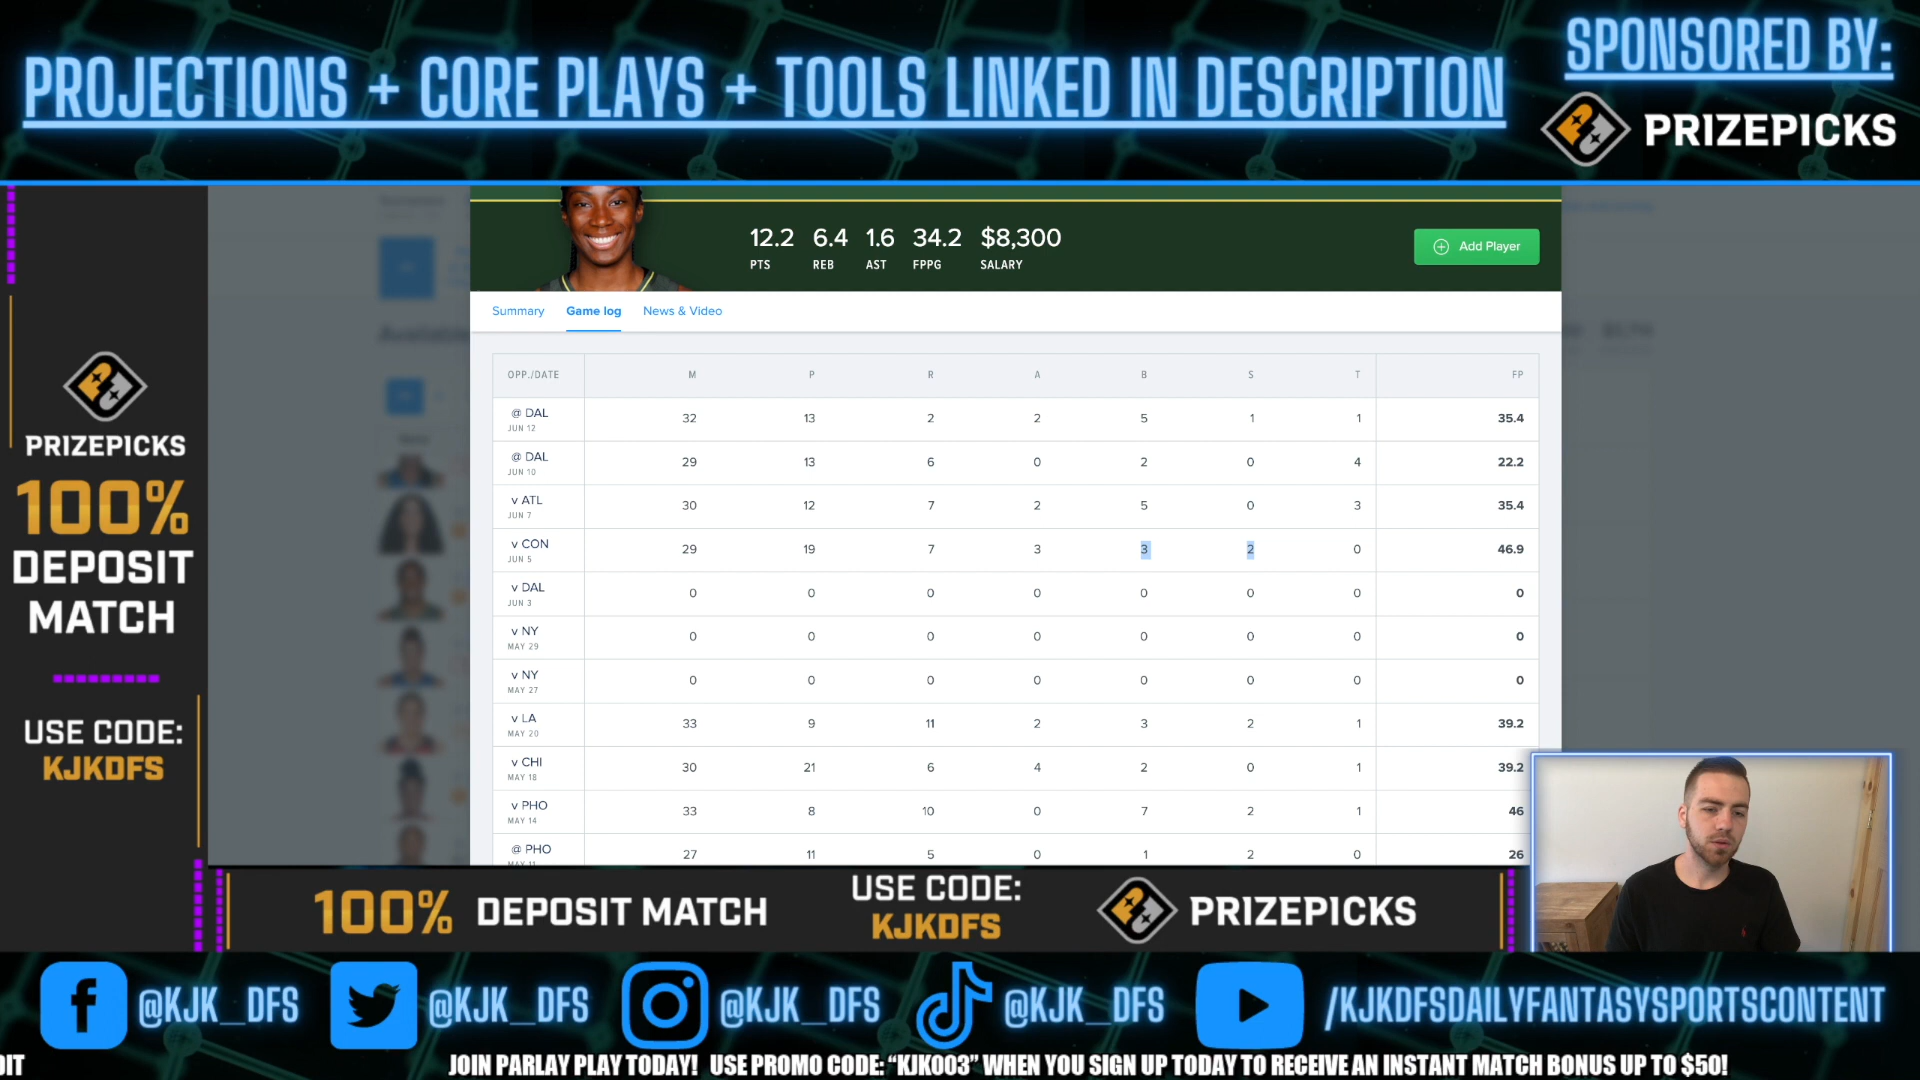 PROJECTIONS + CORE PLAYS + TOOLS LINKED IN DESCRIPTION
SPONSORED BY:
PRIZEPICKS
12.2 6.4 1.6 34.2 $8,300
PTS REB AST FPPG SALARY
Add Player
Summary Game log News & Video
OPP./DATE M P R A B S T FP
@ DAL 32 13 2 2 5 1 1 35.4
JUN 12
@ DAL 29 13 6 0 2 0 4 22.2
JUN 10
v ATL 30 12 7 2 5 0 3 35.4
JUN 7
v CON 29 19 7 3 3 2 0 46.9
JUN 5
v DAL 0 0 0 0 0 0 0 0
JUN 3
v NY 0 0 0 0 0 0 0 0
MAY 29
v NY 0 0 0 0 0 0 0 0
MAY 27
v LA 33 9 11 2 3 2 1 39.2
MAY 20
v CHI 30 21 6 4 2 0 1 39.2
MAY 18
v PHO 33 8 10 0 7 2 1 46
MAY 14
@ PHO 27 11 5 0 1 2 0 26
MAY 11
PRIZEPICKS
100%
DEPOSIT
MATCH
USE CODE:
KJKDFS
100% DEPOSIT MATCH
USE CODE:
KJKDFS
PRIZEPICKS
@KJK_DFS @KJK_DFS @KJK_DFS @KJK_DFS /KJKDFSDAILYFANTASYSPORTSCONTENT
JOIN PARLAY PLAY TODAY! USE PROMO CODE: "KJK003" WHEN YOU SIGN UP TODAY TO RECEIVE AN INSTANT MATCH BONUS UP TO $50!